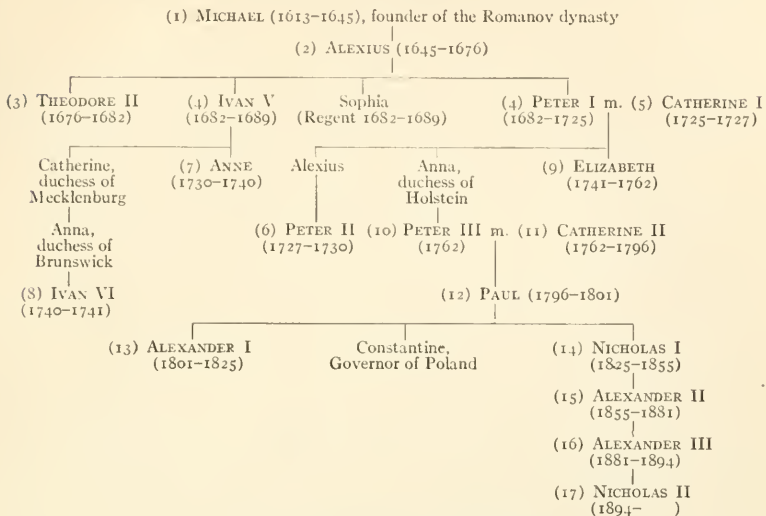 (1) MICHAEL (1613–1645), founder of the Romanov dynasty
(2) ALEXIUS (1645–1676)
(3) THEODORE II (4) IVAN V Sophia (4) PETER I m. (5) CATHERINE I
(1676–1682) (1682–1689) (Regent 1682–1689) (1682–1725) (1725–1727)
Catherine, (7) ANNE Alexius Anna, (9) ELIZABETH
duchess of (1730–1740) duchess of (1741–1762)
Mecklenburg Holstein
Anna, (6) PETER II (10) PETER III m. (11) CATHERINE II
duchess of (1727–1730) (1762) (1762–1796)
Brunswick
(8) IVAN VI (12) PAUL (1796–1801)
(1740–1741)
(13) ALEXANDER I Constantine, (14) NICHOLAS I
(1801–1825) Governor of Poland (1825–1855)
(15) ALEXANDER II
(1855–1881)
(16) ALEXANDER III
(1881–1894)
(17) NICHOLAS II
(1894– )